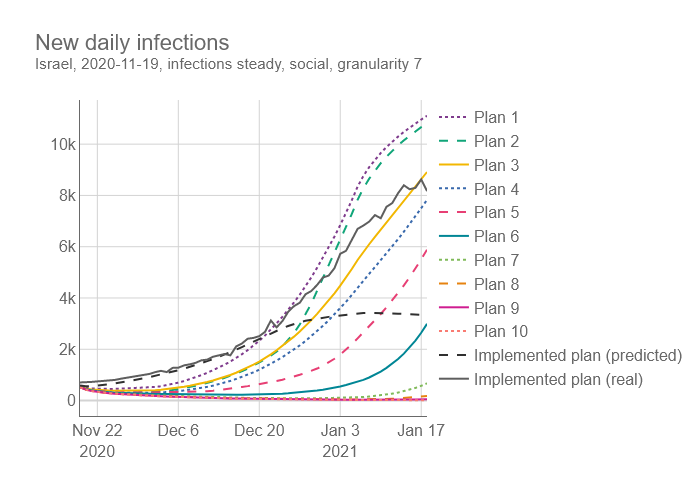 New daily infections
Israel, 2020-11-19, infections steady, social, granularity 7
10k
8k
6k
4k
2k
0
Nov 22
2020
Dec 6
Dec 20
Jan 3
2021
Jan 17
Plan 1
Plan 2
Plan 3
Plan 4
Plan 5
Plan 6
Plan 7
Plan 8
Plan 9
Plan 10
Implemented plan (predicted)
Implemented plan (real)